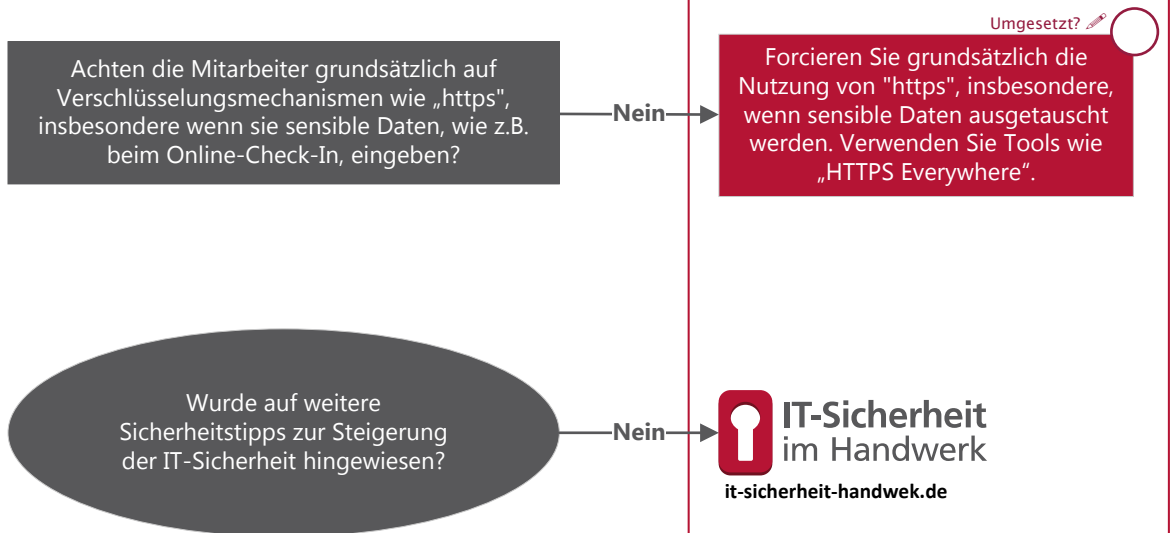 Umgesetzt?
Achten die Mitarbeiter grundsätzlich auf
Verschlüsselungsmechanismen wie „https",
insbesondere wenn sie sensible Daten, wie z.B.
beim Online-Check-In, eingeben?
Nein
Forcieren Sie grundsätzlich die
Nutzung von "https", insbesondere,
wenn sensible Daten ausgetauscht
werden. Verwenden Sie Tools wie
„HTTPS Everywhere“.
Wurde auf weitere
Sicherheitstipps zur Steigerung
der IT-Sicherheit hingewiesen?
Nein
IT-Sicherheit
im Handwerk
it-sicherheit-handwek.de